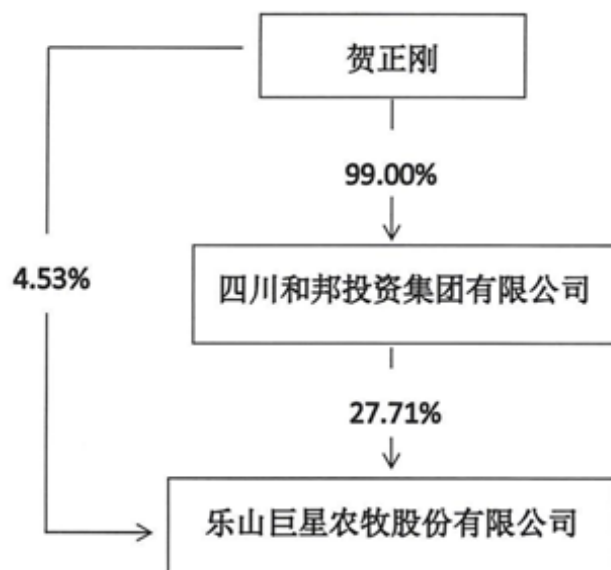 贺正刚
99.00%
四川和邦投资集团有限公司
4.53%
27.71%
乐山巨星农牧股份有限公司